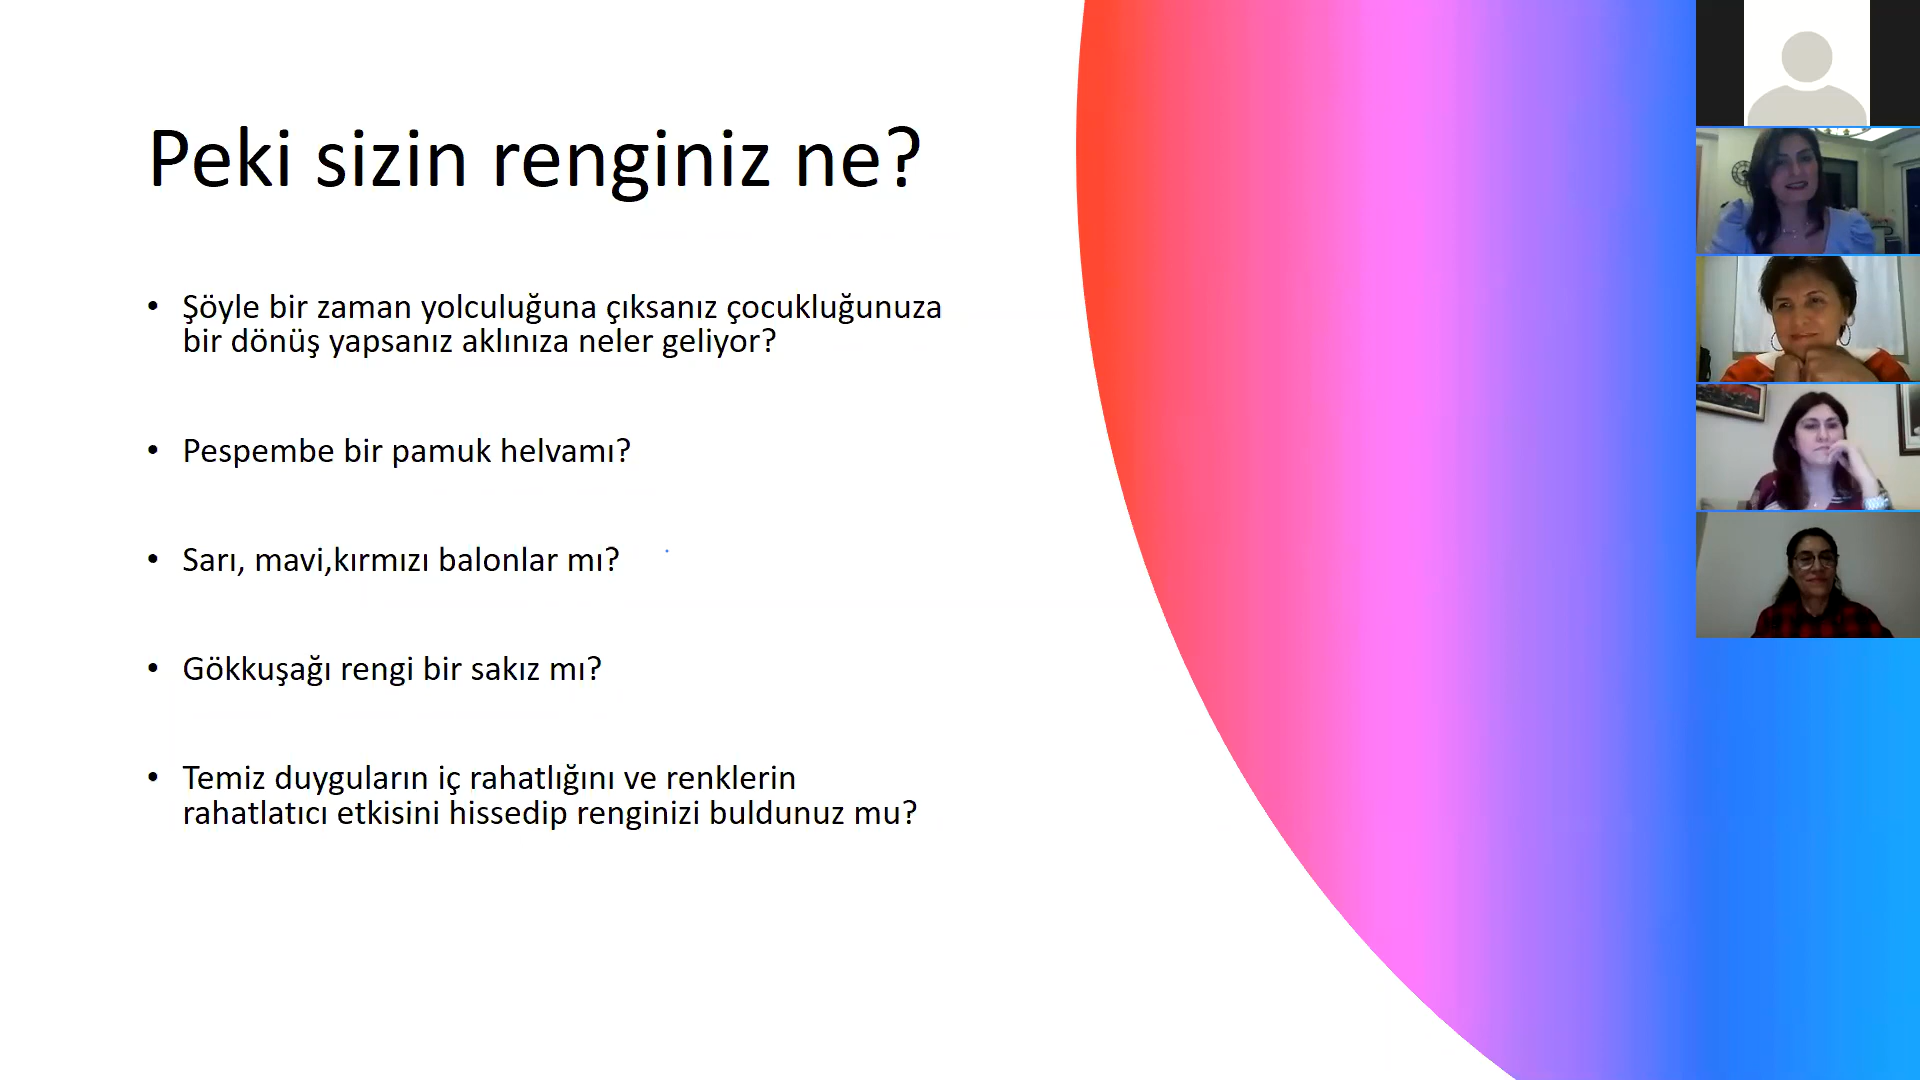 Peki sizin renginiz ne?
• Şöyle bir zaman yolculuğuna çıksanız çocukluğunuza
bir dönüş yapsanız aklınıza neler geliyor?
• Pespembe bir pamuk helvamı?
• Sarı, mavi,kırmızı balonlar mı?
• Gökkuşağı rengi bir sakız mı?
• Temiz duyguların iç rahatlığını ve renklerin
rahatlatıcı etkisini hissedip renginizi buldunuz mu?